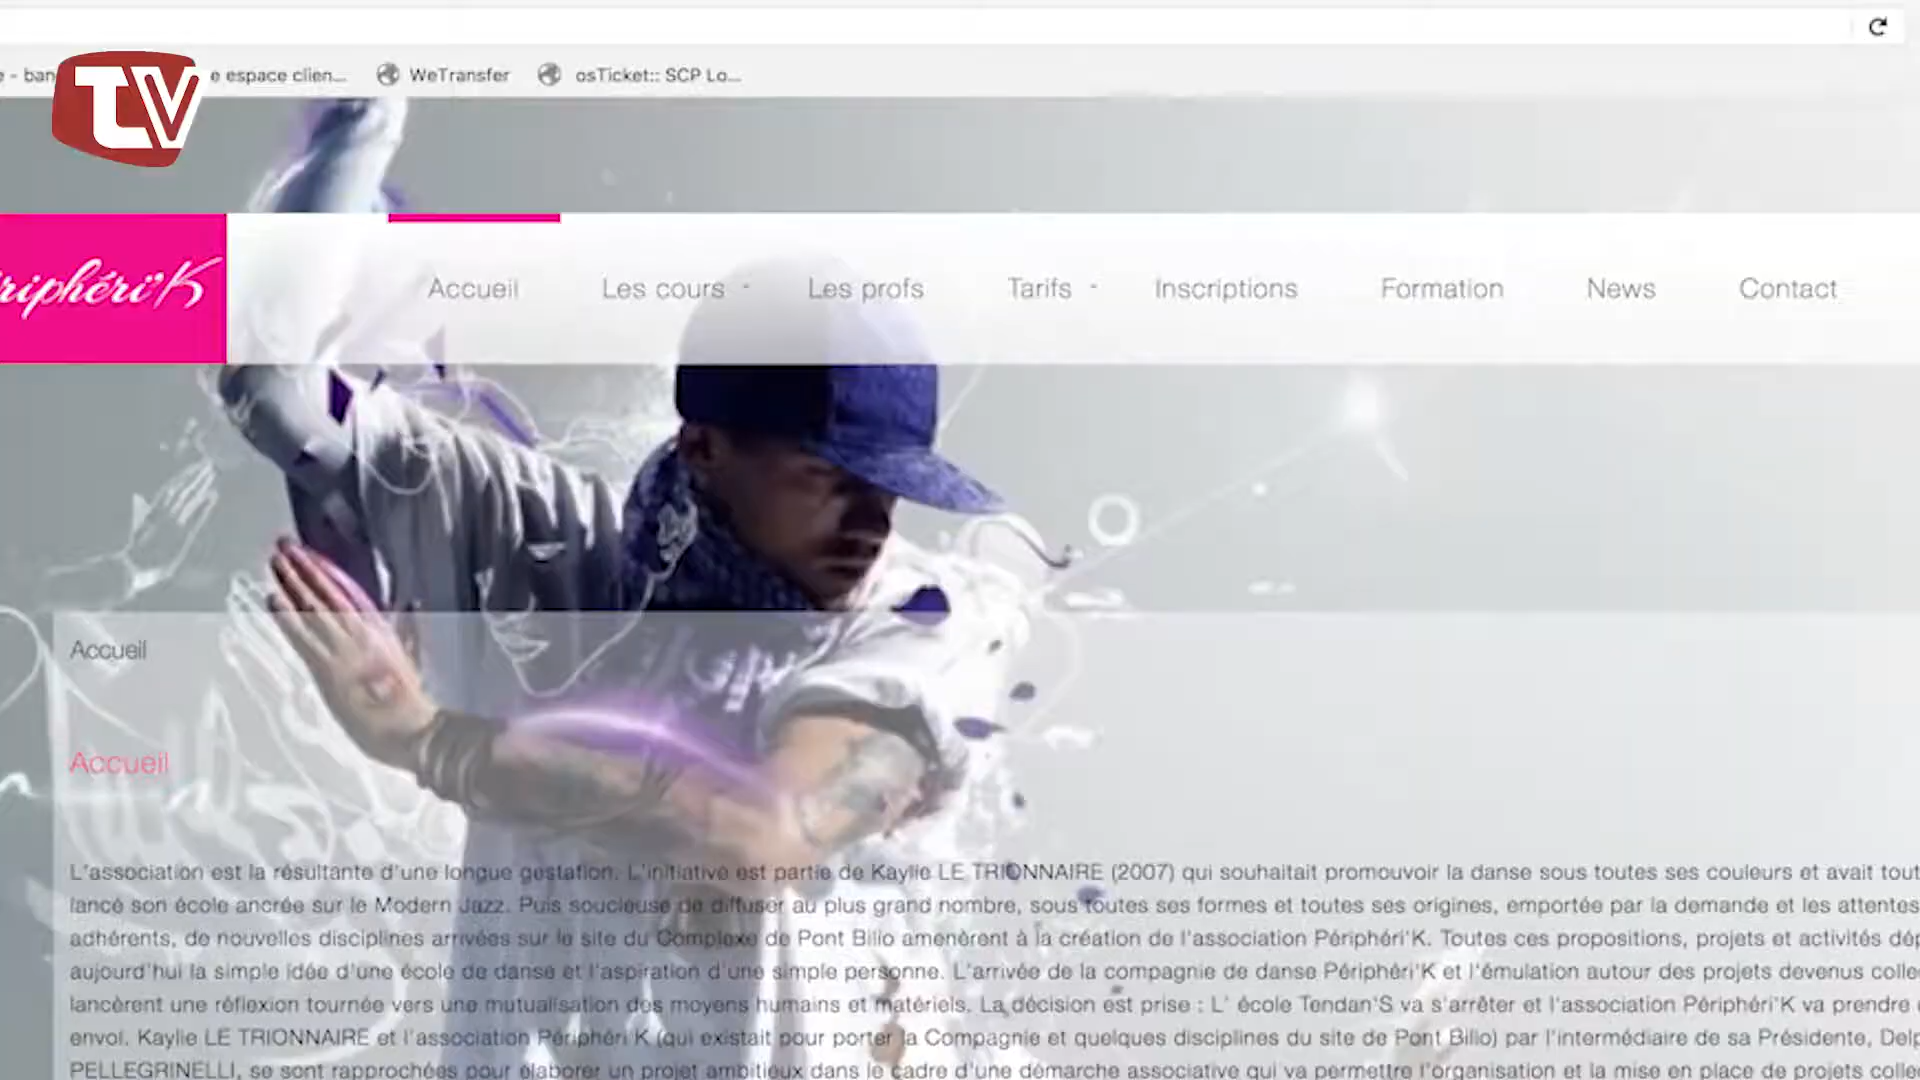 - ban
e espace clien...
WeTransfer
osTicket:: SCP Lo...
TV
riphéri'K
Accueil
Les cours
Les profs
Tarifs
Inscriptions
Formation
News
Contact
Accueil
Accueil
L'association est la résultante d'une longue gestation. L'initiative est partie de Kaylie LE TRIONNAIRE (2007) qui souhaitait promouvoir la danse sous toutes ses couleurs et avait tout
lancé son école ancrée sur le Modern Jazz. Puis soucieuse de diffuser au plus grand nombre, sous toutes ses formes et toutes ses origines, emportée par la demande et les attentes
adhérents, de nouvelles disciplines arrivées sur le site du Complexe de Pont Bilio amenèrent à la création de l'association Périphéri'K. Toutes ces propositions, projets et activités dép
aujourd'hui la simple idée d'une école de danse et l'aspiration d'une simple personne. L'arrivée de la compagnie de danse Périphéri'K et l'émulation autour des projets devenus colle
lancèrent une réflexion tournée vers une mutualisation des moyens humains et matériels. La décision est prise : L' école Tendan'S va s'arrêter et l'association Périphéri'K va prendre
envol. Kaylie LE TRIONNAIRE et l'association Périphéri K (qui existait pour porter la Compagnie et quelques disciplines du site de Pont Bilio) par l'intermédiaire de sa Présidente, Delp
PELLEGRINELLI, se sont rapprochées pour élaborer un projet ambitieux dans le cadre d'une démarche associative qui va permettre l'organisation et la mise en place de projets colle